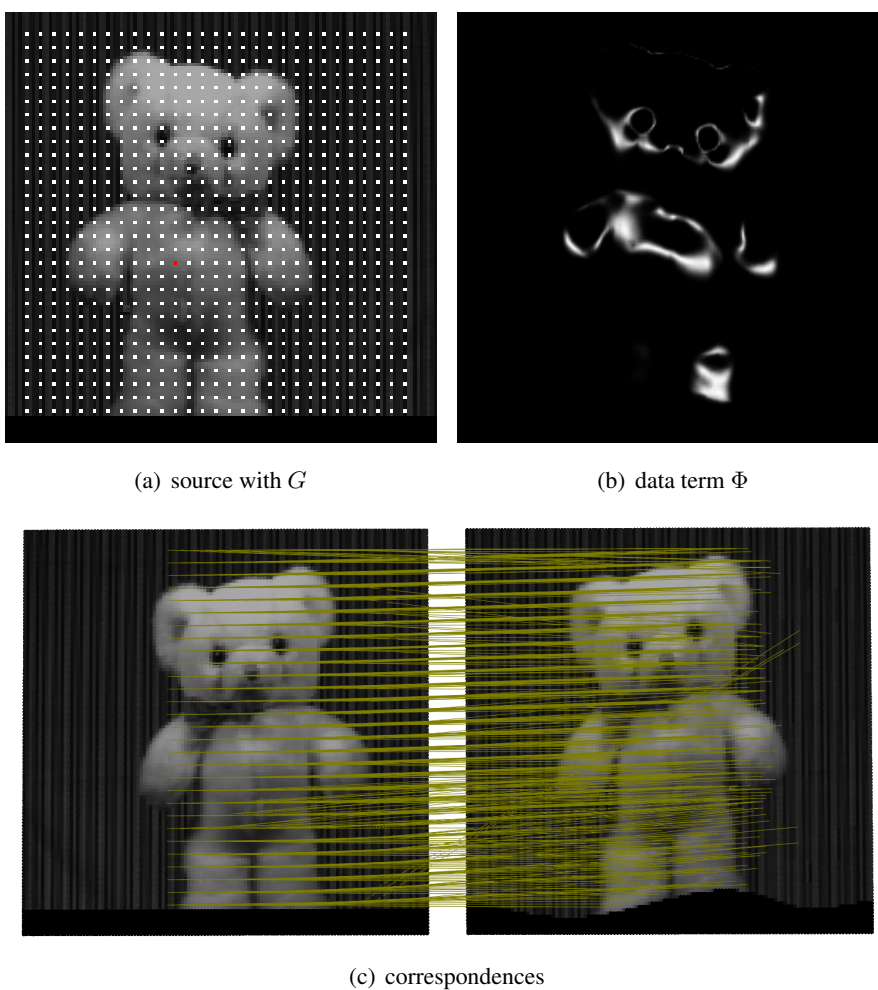 (a) source with G
(b) data term Φ
(c) correspondences